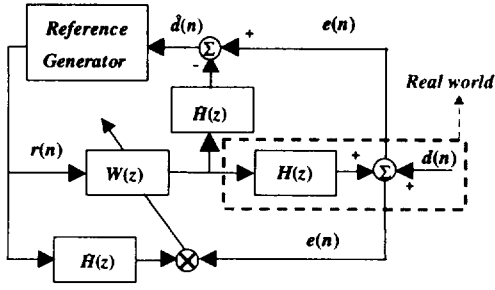 Reference
Generator
d̂(n)
Σ
+
-
e(n)
Real world
Ĥ(z)
r(n)
W(z)
H(z)
+
Σ
d(n)
+
Ĥ(z)
e(n)